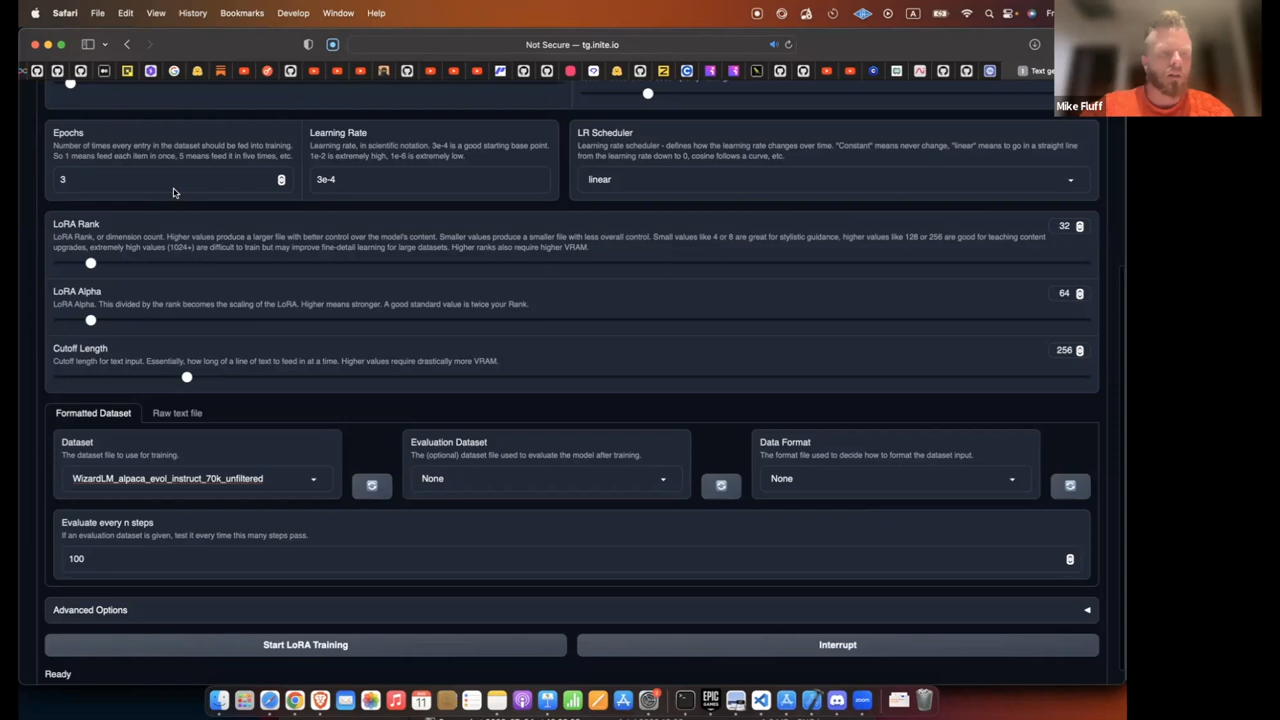 Safari File Edit View History Bookmarks Develop Window Help
Not Secure — tg.inite.io
Mike Fluff
Epochs
Number of times every entry in the dataset should be fed into training.
So 1 means feed each item in once, 5 means feed it in five times, etc.
3
Learning Rate
Learning rate, in scientific notation. 3e-4 is a good starting base point.
1e-2 is extremely high, 1e-6 is extremely low.
3e-4
LR Scheduler
Learning rate scheduler - defines how the learning rate changes over time. "Constant" means never change, "linear" means to go in a straight line
from the learning rate down to 0, cosine follows a curve, etc.
linear
LoRA Rank
32
LoRA Rank, or dimension count. Higher values produce a larger file with better control over the model's content. Smaller values produce a smaller file with less overall control. Small values like 4 or 8 are great for stylistic guidance, higher values like 128 or 256 are good for teaching content
upgrades, extremely high values (1024+) are difficult to train but may improve fine-detail learning for large datasets. Higher ranks also require higher VRAM.
LoRA Alpha
64
LoRA Alpha. This divided by the rank becomes the scaling of the LoRA. Higher means stronger. A good standard value is twice your Rank.
Cutoff Length
256
Cutoff length for text input. Essentially, how long of a line of text to feed in at a time. Higher values require drastically more VRAM.
Formatted Dataset
Raw text file
Dataset
The dataset file to use for training.
WizardLM_alpaca_evol_instruct_70k_unfiltered
Evaluation Dataset
The (optional) dataset file used to evaluate the model after training.
None
Data Format
The format file used to decide how to format the dataset input.
None
Evaluate every n steps
If an evaluation dataset is given, test it every time this many steps pass.
100
Advanced Options
Start LoRA Training
Interrupt
Ready